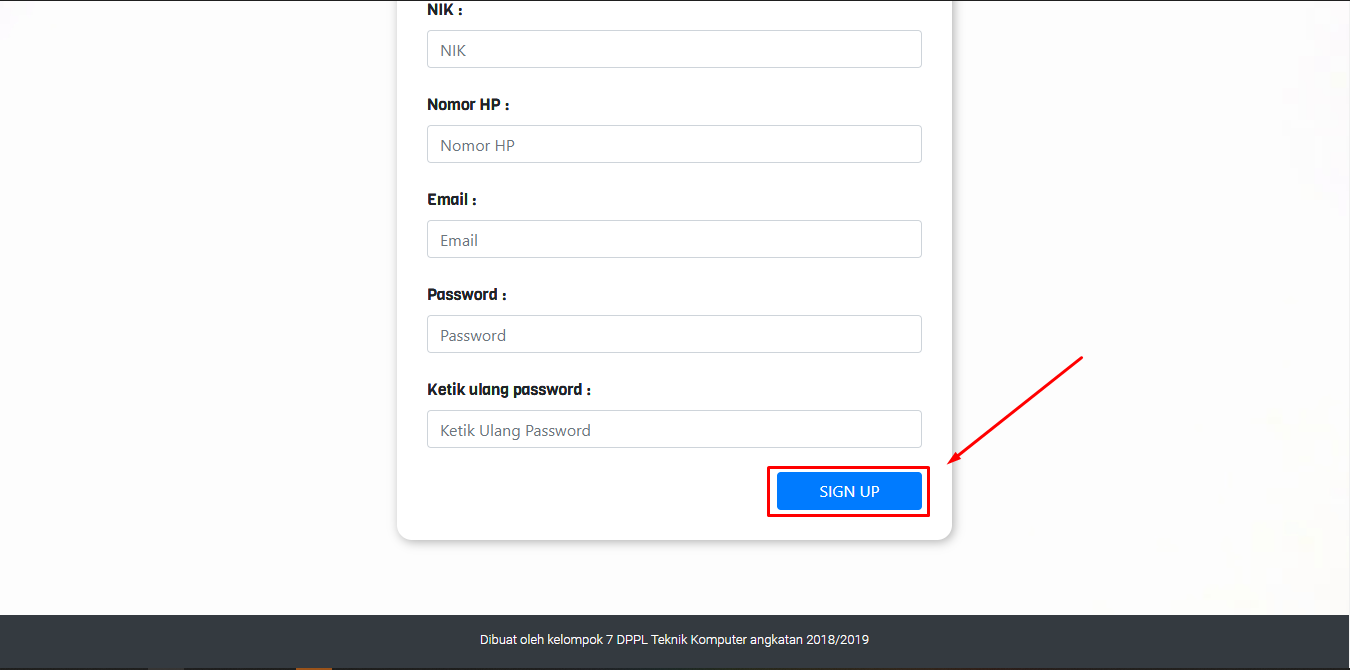 NIK :
NIK
Nomor HP :
Nomor HP
Email :
Email
Password :
Password
Ketik ulang password :
Ketik Ulang Password
SIGN UP
Dibuat oleh kelompok 7 DPPL Teknik Komputer angkatan 2018/2019